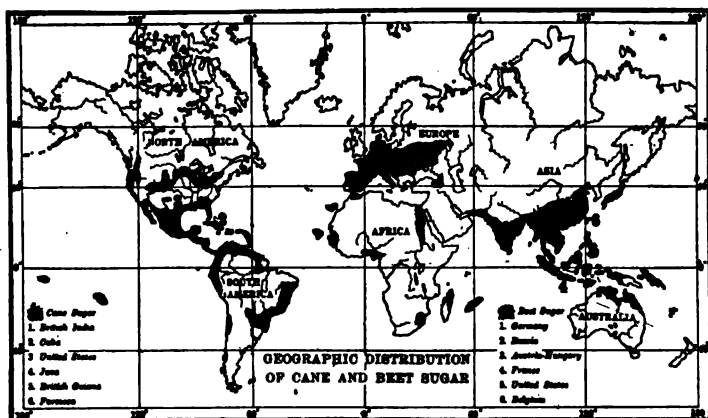 NORTH AMERICA
EUROPE
ASIA
AFRICA
SOUTH
AMERICA
AUSTRALIA
Cane Sugar
1. British India
2. Cuba
3 United States
4. Java
5. British Guiana
6. Formosa
GEOGRAPHIC DISTRIBUTION
OF CANE AND BEET SUGAR
Beet Sugar
1. Germany
2. Russia
3. Austria-Hungary
4. France
5. United States
6. Belgium